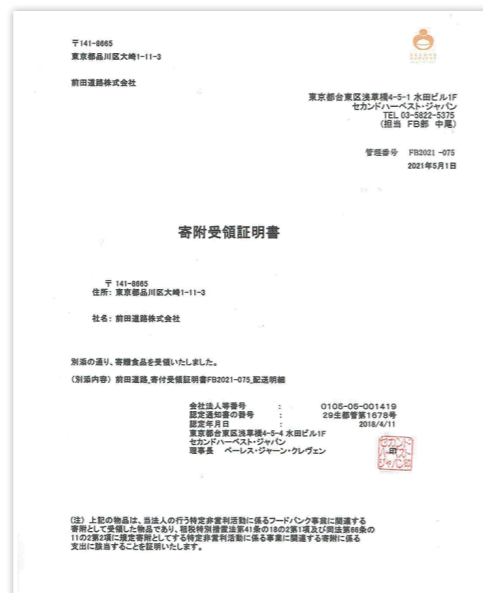 〒141-8665
東京都品川区大崎1-11-3
前田道路株式会社
東京都台東区浅草橋4-5-1 水田ビル1F
セカンドハーベスト・ジャパン
TEL 03-5822-5375
(担当 FB部 中尾)
管理番号 FB2021 -075
2021年5月1日
寄附受領証明書
〒 141-8665
住所: 東京都品川区大崎1-11-3
社名: 前田道路株式会社
別添の通り、寄贈食品を受領いたしました。
(別添内容) 前田道路_寄付受領証明書FB2021-075_配送明細
会社法人等番号 : 0105-05-001419
認定通知書の番号 : 29生都管第1678号
認定年月日 : 2018/4/11
東京都台東区浅草橋4-5-4 水田ビル1F
セカンドハーベスト・ジャパン
理事長 ベーレス・ジャーン・クレヴェン
印
セカンド
ハーベスト
ジャパン印
(注) 上記の物品は、当法人の行う特定非営利活動に係るフードバンク事業に関連する
寄附として受領した物品であり、租税特別措置法第41条の18の2第1項及び同法第66条の
11の2第2項に規定寄附としてする特定非営利活動に係る事業に関連する寄附に係る
支出に該当することを証明いたします。